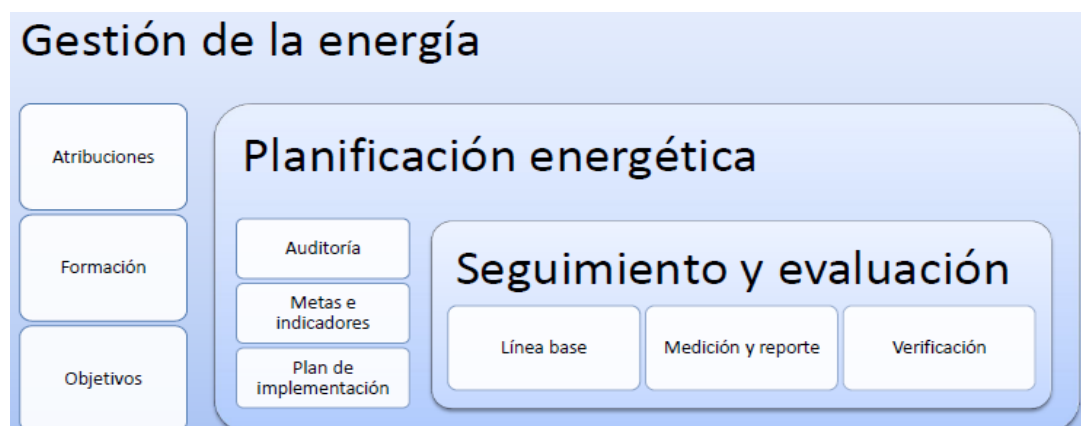 Gestión de la energía
Atribuciones
Formación
Objetivos
Planificación energética
Auditoría
Metas e
indicadores
Plan de
implementación
Seguimiento y evaluación
Línea base
Medición y reporte
Verificación